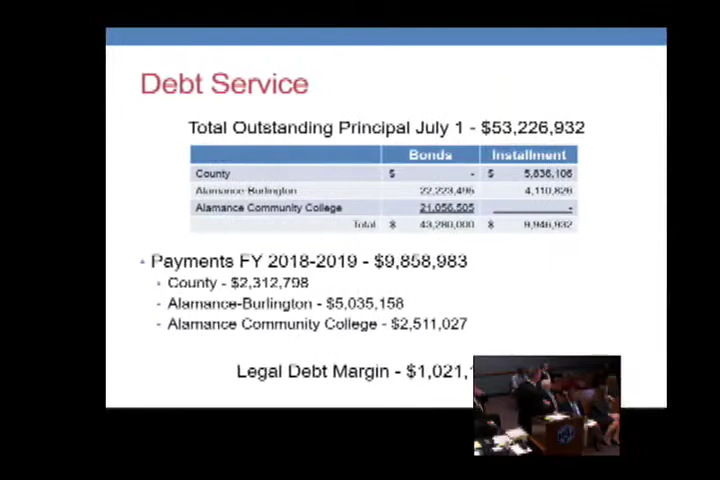 Debt Service
Total Outstanding Principal July 1 - $53,226,932
Bonds Installment
County $ - $ 5,836,106
Alamance-Burlington 22,223,495 4,110,826
Alamance Community College 21,056,505 -
Total $ 43,280,000 $ 9,946,932
• Payments FY 2018-2019 - $9,858,983
• County - $2,312,798
- Alamance-Burlington - $5,035,158
- Alamance Community College - $2,511,027
Legal Debt Margin - $1,021,